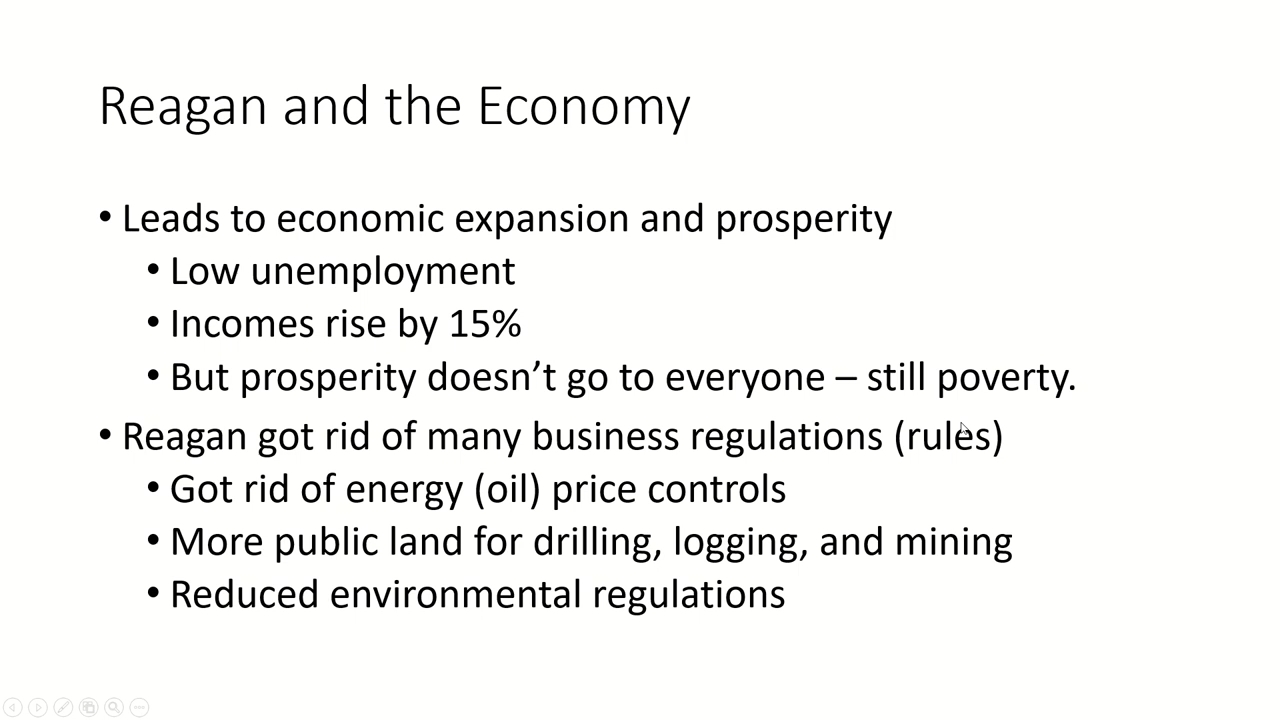 Reagan and the Economy
• Leads to economic expansion and prosperity
• Low unemployment
• Incomes rise by 15%
• But prosperity doesn’t go to everyone – still poverty.
• Reagan got rid of many business regulations (rules)
• Got rid of energy (oil) price controls
• More public land for drilling, logging, and mining
• Reduced environmental regulations